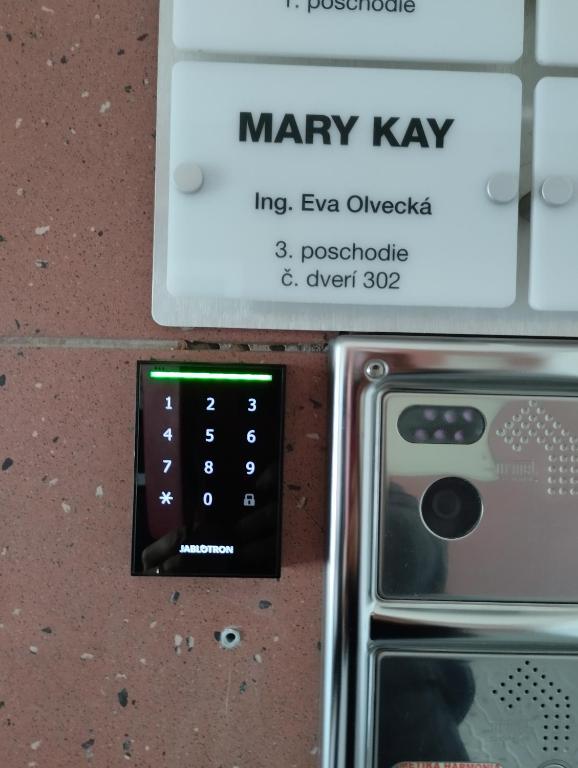 1. poschodie
MARY KAY
Ing. Eva Olvecká
3. poschodie
č. dverí 302
1 2 3
4 5 6
7 8 9
* 0
JABLOTRON